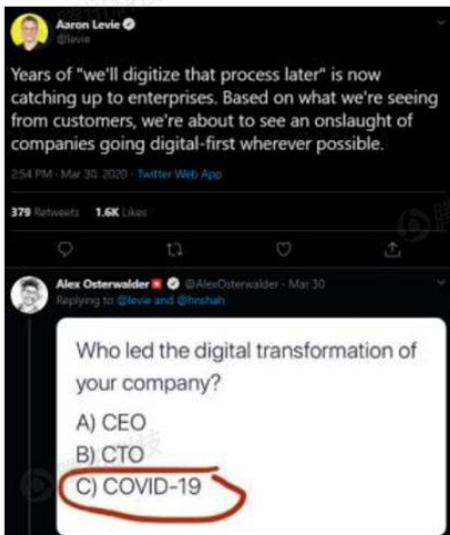 Aaron Levie
@levie
Years of "we'll digitize that process later" is now
catching up to enterprises. Based on what we're seeing
from customers, we're about to see an onslaught of
companies going digital-first wherever possible.
2:54 PM · Mar 30, 2020 · Twitter Web App
379 Retweets 1.6K Likes
Alex Osterwalder @AlexOsterwalder · Mar 30
Replying to @levie and @hnshah
Who led the digital transformation of
your company?
A) CEO
B) CTO
C) COVID-19